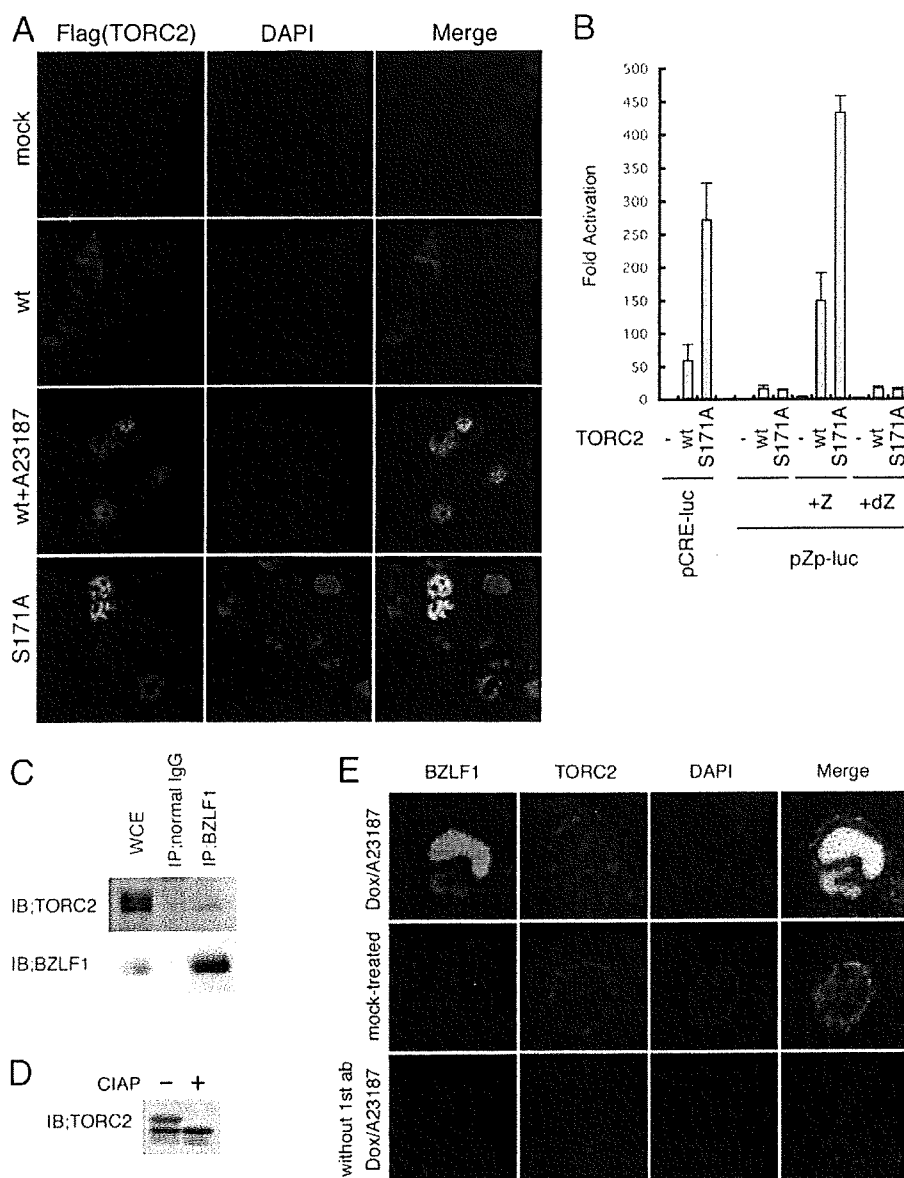 A
Flag(TORC2) DAPI Merge
mock
wt
wt+A23187
S171A
B
Fold Activation
500
450
400
350
300
250
200
150
100
50
0
TORC2 - wt S171A - wt S171A - wt S171A - wt S171A
+Z +dZ
pCRE-luc pZp-luc
C
WCE IP;normal IgG IP;BZLF1
IB;TORC2
IB;BZLF1
D
CIAP - +
IB;TORC2
E
BZLF1 TORC2 DAPI Merge
Dox/A23187
mock-treated
without 1st ab
Dox/A23187